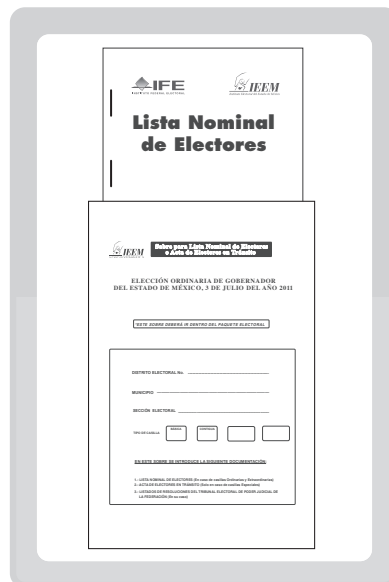 IFE
INSTITUTO FEDERAL ELECTORAL
IEEM
Lista Nominal
de Electores
IEEM
Sobre para Lista Nominal de Electores
o Acta de Electores en Tránsito
ELECCIÓN ORDINARIA DE GOBERNADOR
DEL ESTADO DE MÉXICO, 3 DE JULIO DEL AÑO 2011
*ESTE SOBRE DEBERÁ IR DENTRO DEL PAQUETE ELECTORAL
DISTRITO ELECTORAL No.
MUNICIPIO
SECCIÓN ELECTORAL
TIPO DE CASILLA BÁSICA CONTIGUA
EN ESTE SOBRE SE INTRODUCE LA SIGUIENTE DOCUMENTACIÓN:
1.- LISTA NOMINAL DE ELECTORES (En caso de casillas Ordinarias y Extraordinarias)
2.- ACTA DE ELECTORES EN TRÁNSITO (Sólo en caso de casillas Especiales)
3.- LISTADOS DE RESOLUCIONES DEL TRIBUNAL ELECTORAL DE PODER JUDICIAL DE
LA FEDERACIÓN (En su caso)